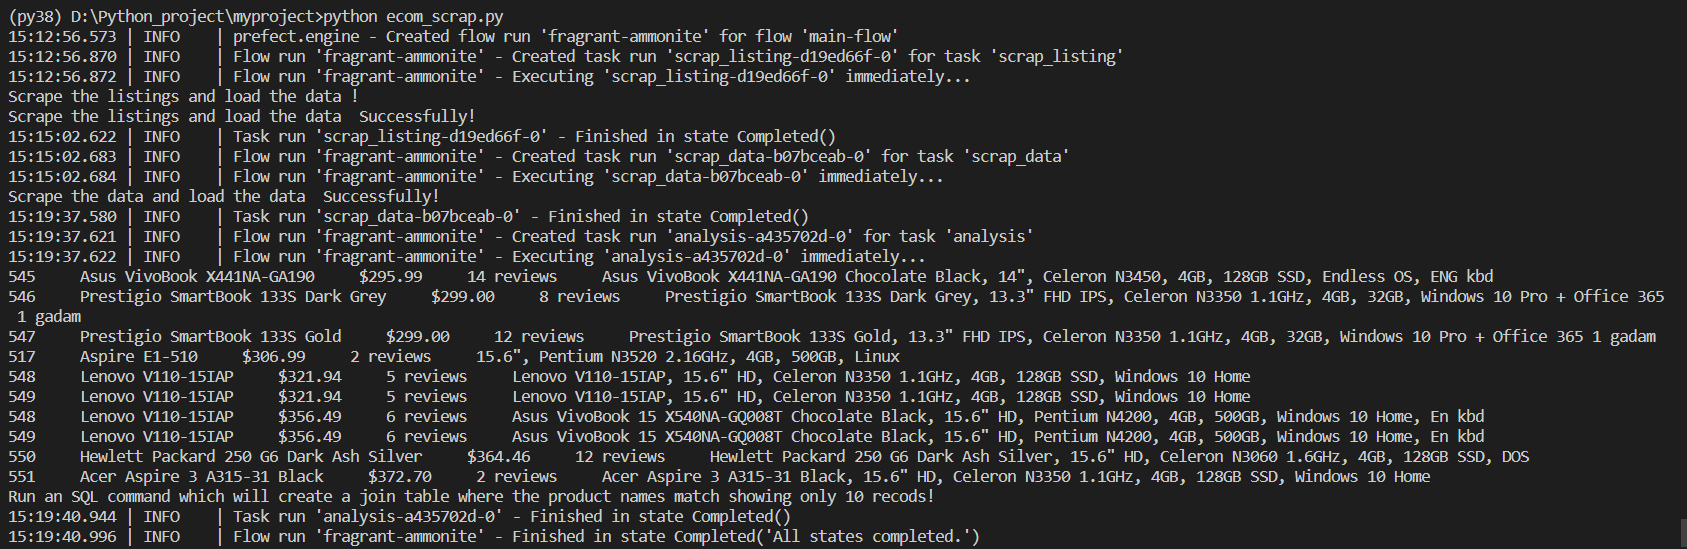 (py38) D:\Python_project\myproject>python ecom_scrap.py
15:12:56.573 | INFO    | prefect.engine - Created flow run 'fragrant-ammonite' for flow 'main-flow'
15:12:56.870 | INFO    | Flow run 'fragrant-ammonite' - Created task run 'scrap_listing-d19ed66f-0' for task 'scrap_listing'
15:12:56.872 | INFO    | Flow run 'fragrant-ammonite' - Executing 'scrap_listing-d19ed66f-0' immediately...
Scrape the listings and load the data !
Scrape the listings and load the data  Successfully!
15:15:02.622 | INFO    | Task run 'scrap_listing-d19ed66f-0' - Finished in state Completed()
15:15:02.683 | INFO    | Flow run 'fragrant-ammonite' - Created task run 'scrap_data-b07bceab-0' for task 'scrap_data'
15:15:02.684 | INFO    | Flow run 'fragrant-ammonite' - Executing 'scrap_data-b07bceab-0' immediately...
Scrape the data and load the data  Successfully!
15:19:37.580 | INFO    | Task run 'scrap_data-b07bceab-0' - Finished in state Completed()
15:19:37.621 | INFO    | Flow run 'fragrant-ammonite' - Created task run 'analysis-a435702d-0' for task 'analysis'
15:19:37.622 | INFO    | Flow run 'fragrant-ammonite' - Executing 'analysis-a435702d-0' immediately...
545     Asus VivoBook X441NA-GA190     $295.99     14 reviews     Asus VivoBook X441NA-GA190 Chocolate Black, 14", Celeron N3450, 4GB, 128GB SSD, Endless OS, ENG kbd
546     Prestigio SmartBook 133S Dark Grey     $299.00     8 reviews     Prestigio SmartBook 133S Dark Grey, 13.3" FHD IPS, Celeron N3350 1.1GHz, 4GB, 32GB, Windows 10 Pro + Office 365
 1 gadam
547     Prestigio SmartBook 133S Gold     $299.00     12 reviews     Prestigio SmartBook 133S Gold, 13.3" FHD IPS, Celeron N3350 1.1GHz, 4GB, 32GB, Windows 10 Pro + Office 365 1 gadam
517     Aspire E1-510     $306.99     2 reviews     15.6", Pentium N3520 2.16GHz, 4GB, 500GB, Linux
548     Lenovo V110-15IAP     $321.94     5 reviews     Lenovo V110-15IAP, 15.6" HD, Celeron N3350 1.1GHz, 4GB, 128GB SSD, Windows 10 Home
549     Lenovo V110-15IAP     $321.94     5 reviews     Lenovo V110-15IAP, 15.6" HD, Celeron N3350 1.1GHz, 4GB, 128GB SSD, Windows 10 Home
548     Lenovo V110-15IAP     $356.49     6 reviews     Asus VivoBook 15 X540NA-GQ008T Chocolate Black, 15.6" HD, Pentium N4200, 4GB, 500GB, Windows 10 Home, En kbd
549     Lenovo V110-15IAP     $356.49     6 reviews     Asus VivoBook 15 X540NA-GQ008T Chocolate Black, 15.6" HD, Pentium N4200, 4GB, 500GB, Windows 10 Home, En kbd
550     Hewlett Packard 250 G6 Dark Ash Silver     $364.46     12 reviews     Hewlett Packard 250 G6 Dark Ash Silver, 15.6" HD, Celeron N3060 1.6GHz, 4GB, 128GB SSD, DOS
551     Acer Aspire 3 A315-31 Black     $372.70     2 reviews     Acer Aspire 3 A315-31 Black, 15.6" HD, Celeron N3350 1.1GHz, 4GB, 128GB SSD, Windows 10 Home
Run an SQL command which will create a join table where the product names match showing only 10 recods!
15:19:40.944 | INFO    | Task run 'analysis-a435702d-0' - Finished in state Completed()
15:19:40.996 | INFO    | Flow run 'fragrant-ammonite' - Finished in state Completed('All states completed.')